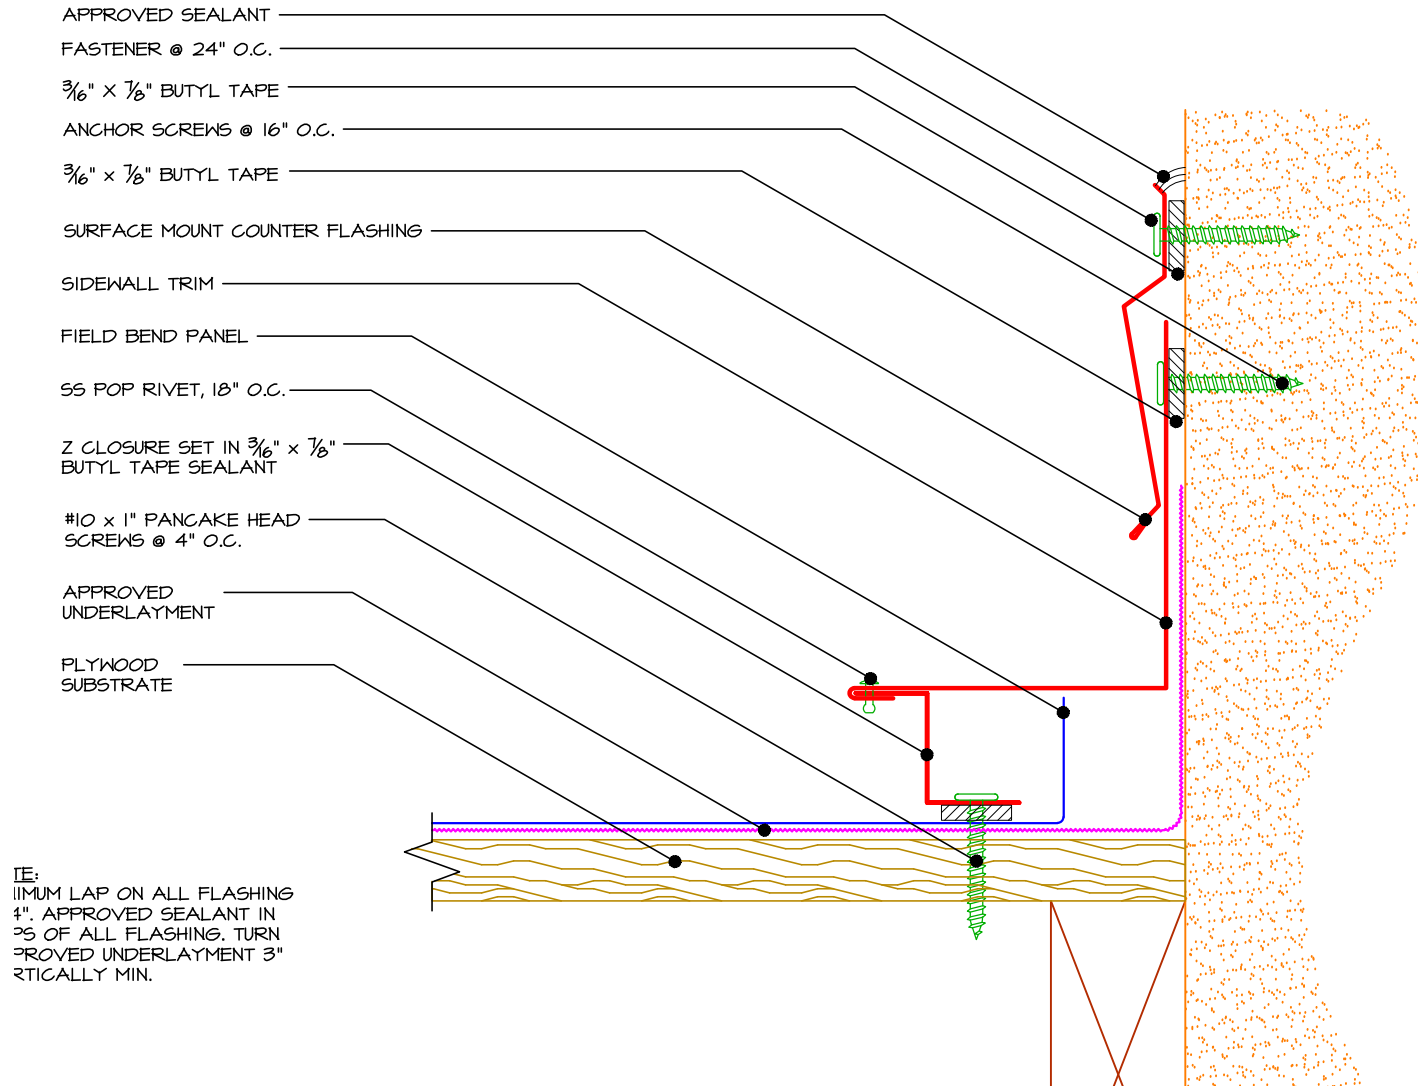 APPROVED SEALANT
FASTENER @ 24" O.C.
3/16" X 7/8" BUTYL TAPE
ANCHOR SCREWS @ 16" O.C.
3/16" x 7/8" BUTYL TAPE
SURFACE MOUNT COUNTER FLASHING
SIDEWALL TRIM
FIELD BEND PANEL
SS POP RIVET, 18" O.C.
Z CLOSURE SET IN 3/16" x 7/8"
BUTYL TAPE SEALANT
#10 x 1" PANCAKE HEAD
SCREWS @ 4" O.C.
APPROVED
UNDERLAYMENT
PLYWOOD
SUBSTRATE
TE:
IMUM LAP ON ALL FLASHING
4". APPROVED SEALANT IN
PS OF ALL FLASHING. TURN
PROVED UNDERLAYMENT 3"
RTICALLY MIN.